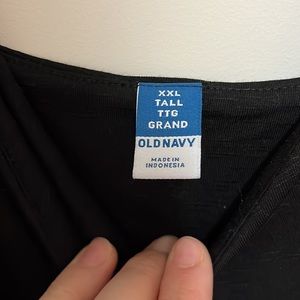 XXL
TALL
TTG
GRAND
OLD NAVY
MADE IN
INDONESIA